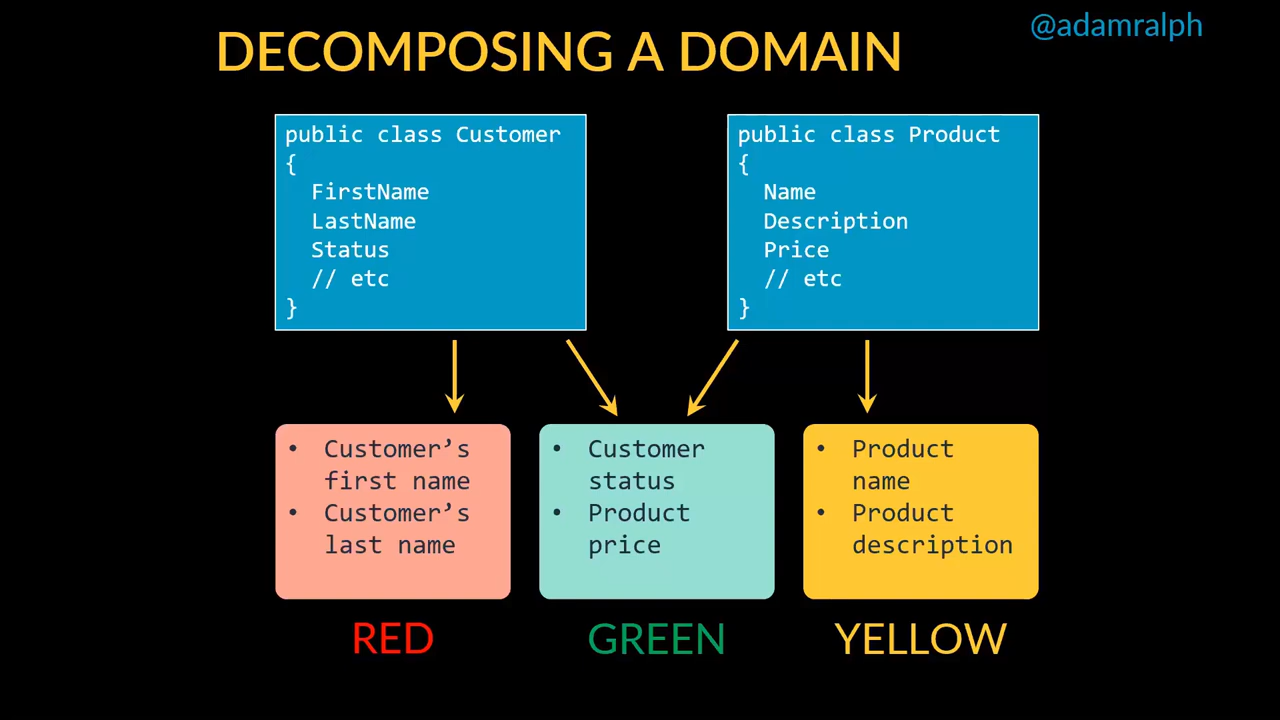 DECOMPOSING A DOMAIN
@adamralph
public class Customer
{
FirstName
LastName
Status
// etc
}
public class Product
{
Name
Description
Price
// etc
}
• Customer’s
first name
• Customer’s
last name
• Customer
status
• Product
price
• Product
name
• Product
description
RED
GREEN
YELLOW